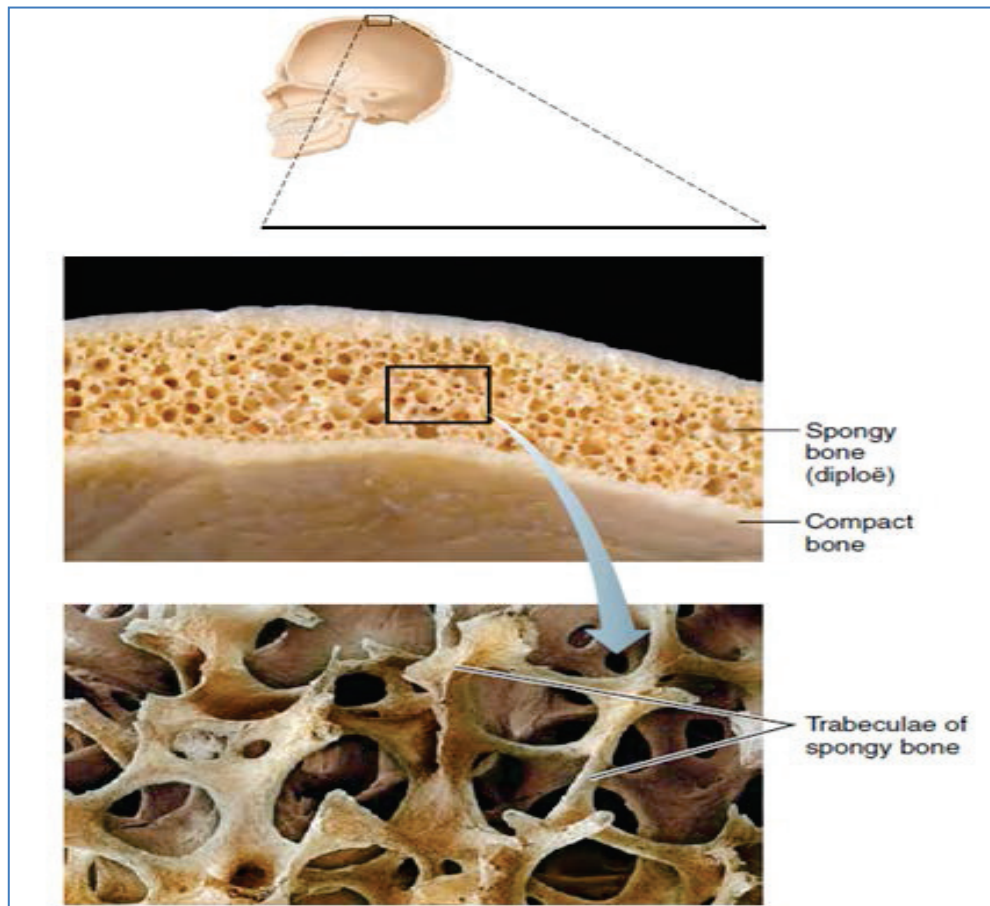 Spongy
bone
(diploë)
Compact
bone
Trabeculae of
spongy bone